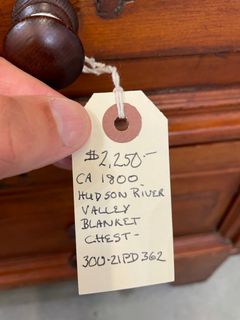 $2,250.-
CA 1800
HUDSON RIVER
VALLEY
BLANKET
CHEST-
300-21PD362